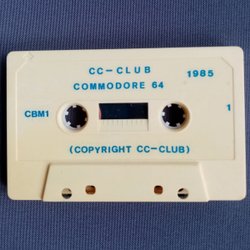 CC-CLUB 1985
COMMODORE 64
CBM1 1
(COPYRIGHT CC-CLUB)